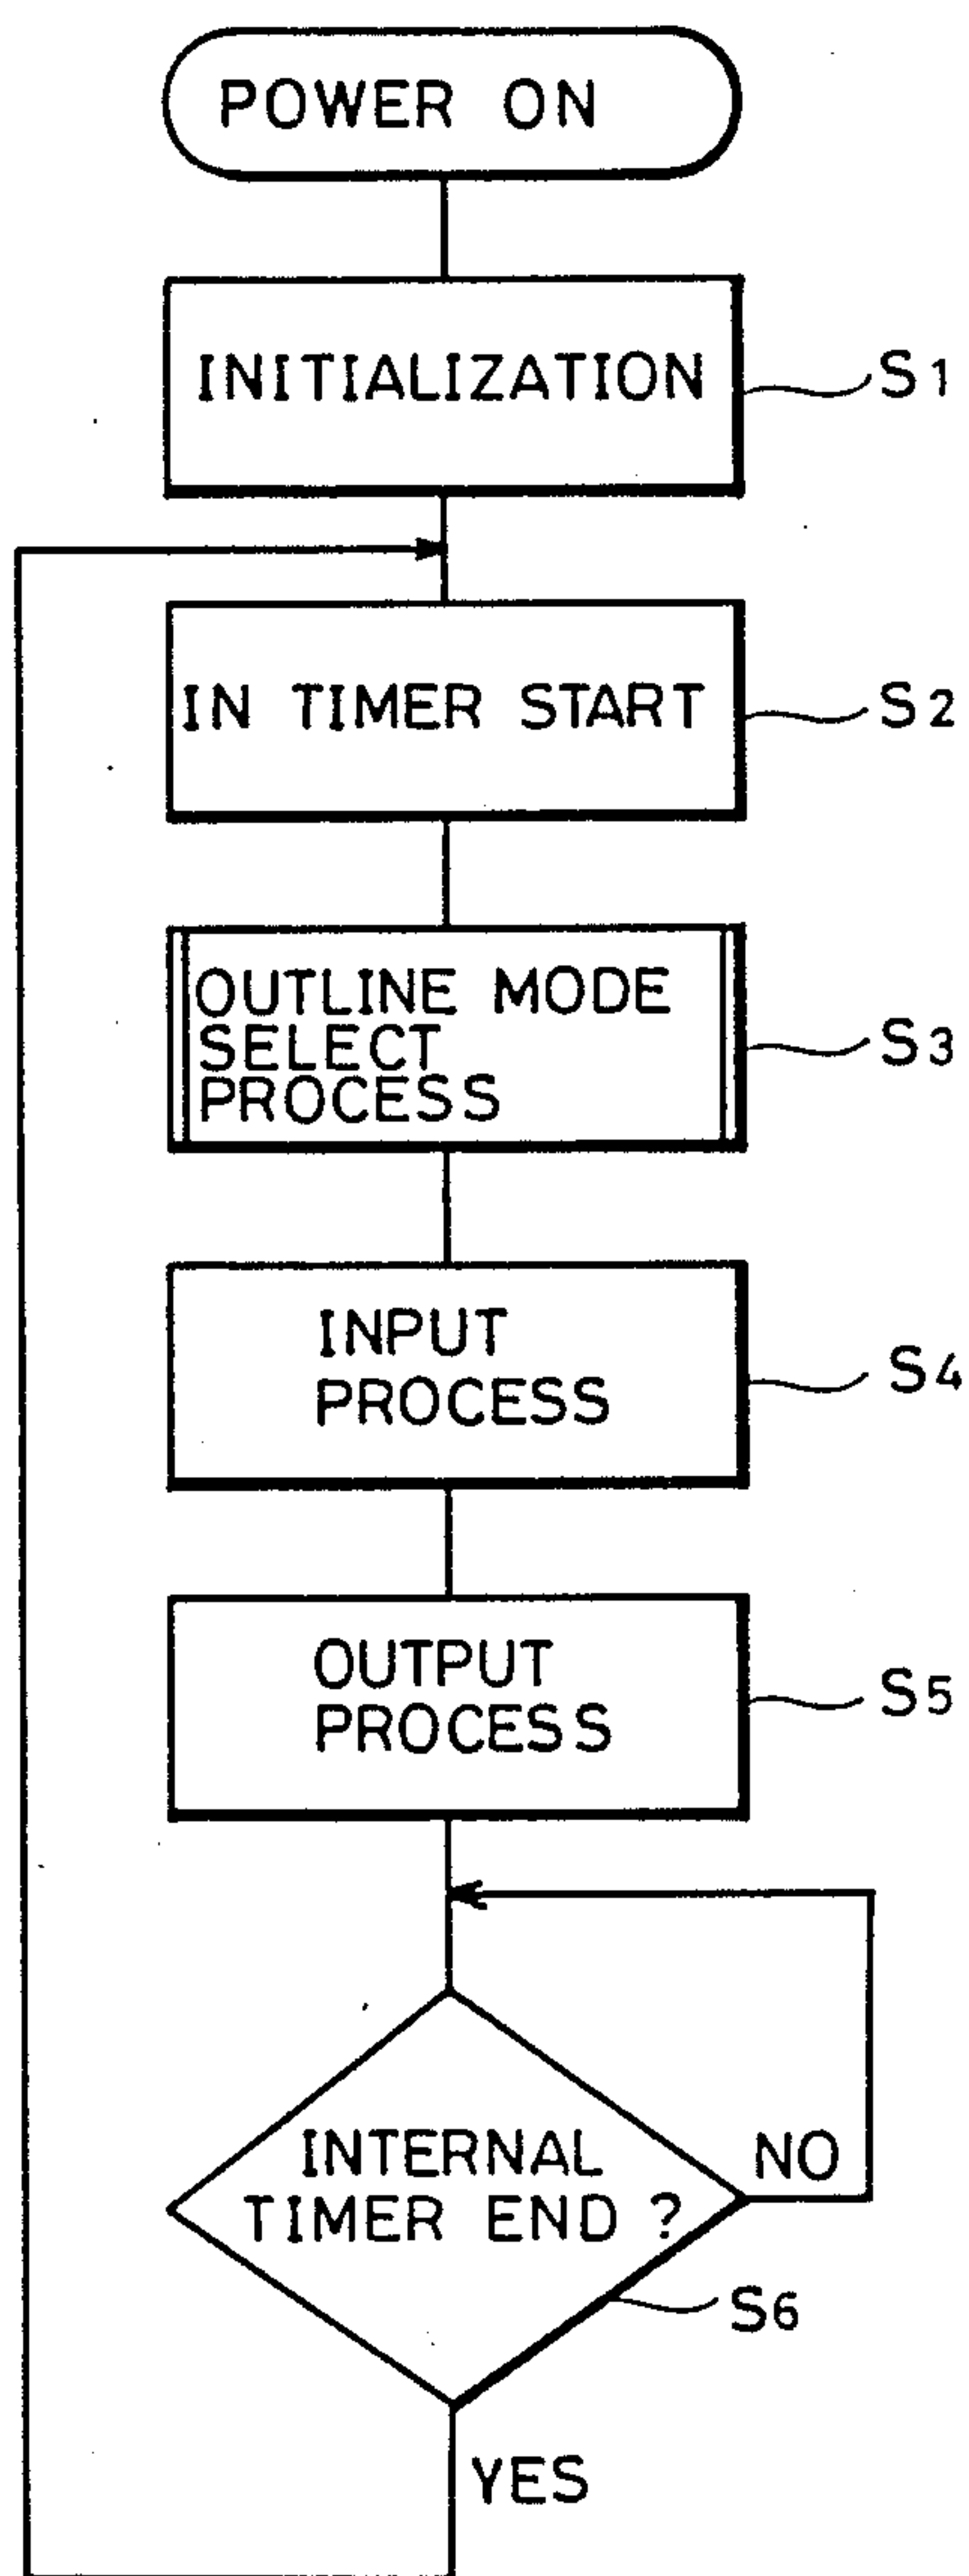 POWER ON
INITIALIZATION
S1
IN TIMER START
S2
OUTLINE MODE
SELECT
PROCESS
S3
INPUT
PROCESS
S4
OUTPUT
PROCESS
S5
INTERNAL
TIMER END ?
NO
S6
YES